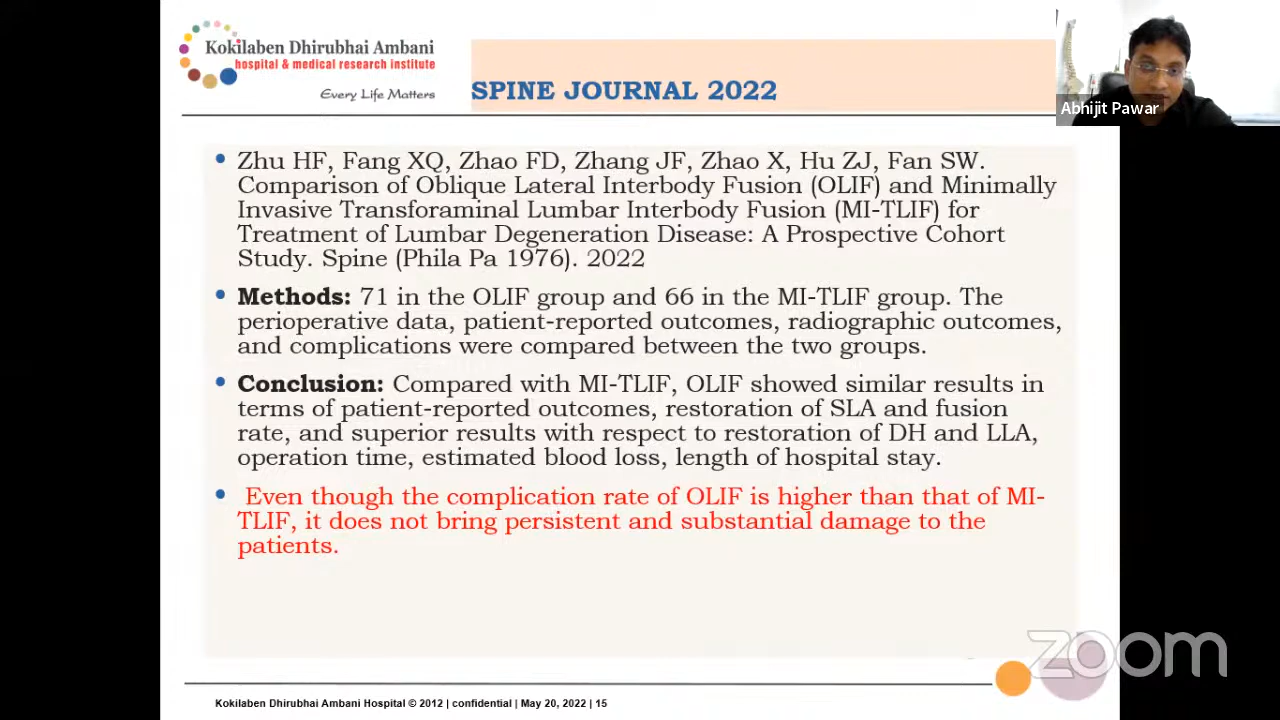 Kokilaben Dhirubhai Ambani
hospital & medical research institute
Every Life Matters
SPINE JOURNAL 2022
Abhijit Pawar
• Zhu HF, Fang XQ, Zhao FD, Zhang JF, Zhao X, Hu ZJ, Fan SW.
Comparison of Oblique Lateral Interbody Fusion (OLIF) and Minimally
Invasive Transforaminal Lumbar Interbody Fusion (MI-TLIF) for
Treatment of Lumbar Degeneration Disease: A Prospective Cohort
Study. Spine (Phila Pa 1976). 2022
• Methods: 71 in the OLIF group and 66 in the MI-TLIF group. The
perioperative data, patient-reported outcomes, radiographic outcomes,
and complications were compared between the two groups.
• Conclusion: Compared with MI-TLIF, OLIF showed similar results in
terms of patient-reported outcomes, restoration of SLA and fusion
rate, and superior results with respect to restoration of DH and LLA,
operation time, estimated blood loss, length of hospital stay.
• Even though the complication rate of OLIF is higher than that of MI-
TLIF, it does not bring persistent and substantial damage to the
patients.
zoom
Kokilaben Dhirubhai Ambani Hospital © 2012 | confidential | May 20, 2022 | 15